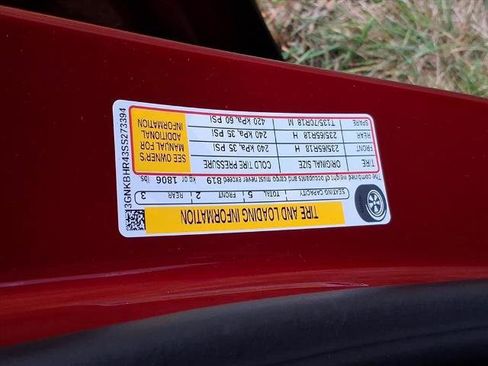 TIRE AND LOADING INFORMATION
SEATING CAPACITY TOTAL 5 FRONT 2 REAR 3
The combined weight of occupants and cargo must never exceed 819 kg or 1806 lbs
TIRE ORIGINAL SIZE COLD TIRE PRESSURE
FRONT 235/65R18 H 240 kPa, 35 PSI
REAR 235/65R18 H 240 kPa, 35 PSI
SPARE T135/70R18 M 420 kPa, 60 PSI
SEE OWNER'S
MANUAL FOR
ADDITIONAL
INFORMATION
3GNKBHR43SS273394